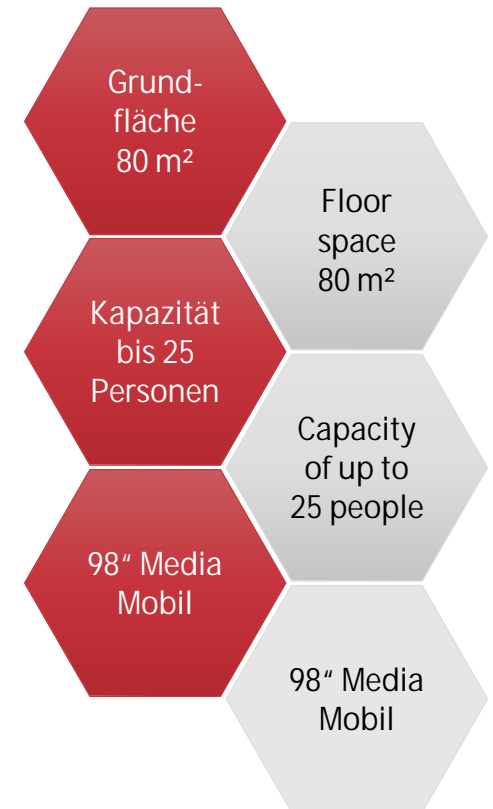 Grund-
fläche
80 m²
Floor
space
80 m²
Kapazität
bis 25
Personen
Capacity
of up to
25 people
98“ Media
Mobil
98“ Media
Mobil